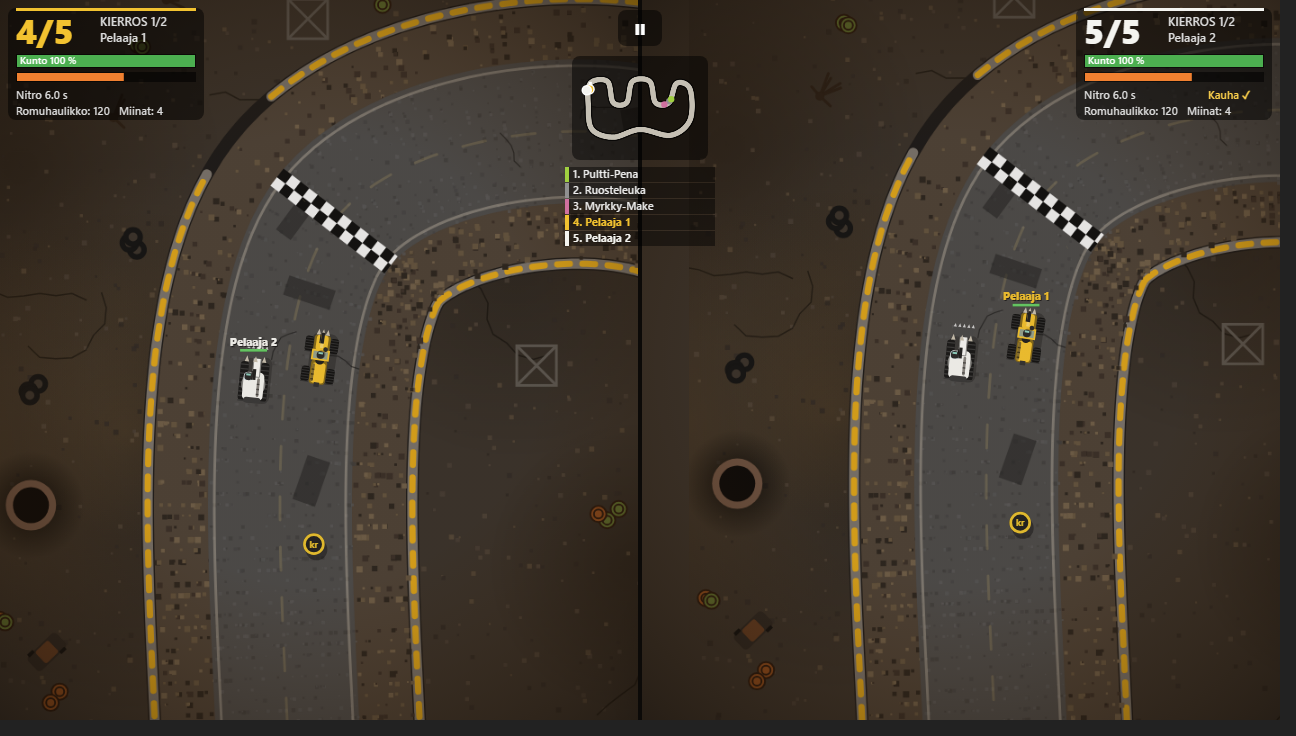 4/5
KIERROS 1/2
Pelaaja 1
Kunto 100 %
Nitro 6.0 s
Romuhaulikko: 120 Miinat: 4
5/5
KIERROS 1/2
Pelaaja 2
Kunto 100 %
Nitro 6.0 s Kauha ✓
Romuhaulikko: 120 Miinat: 4
1. Pultti-Pena
2. Ruosteleuka
3. Myrkky-Make
4. Pelaaja 1
5. Pelaaja 2
Pelaaja 2
Pelaaja 1
kr
kr